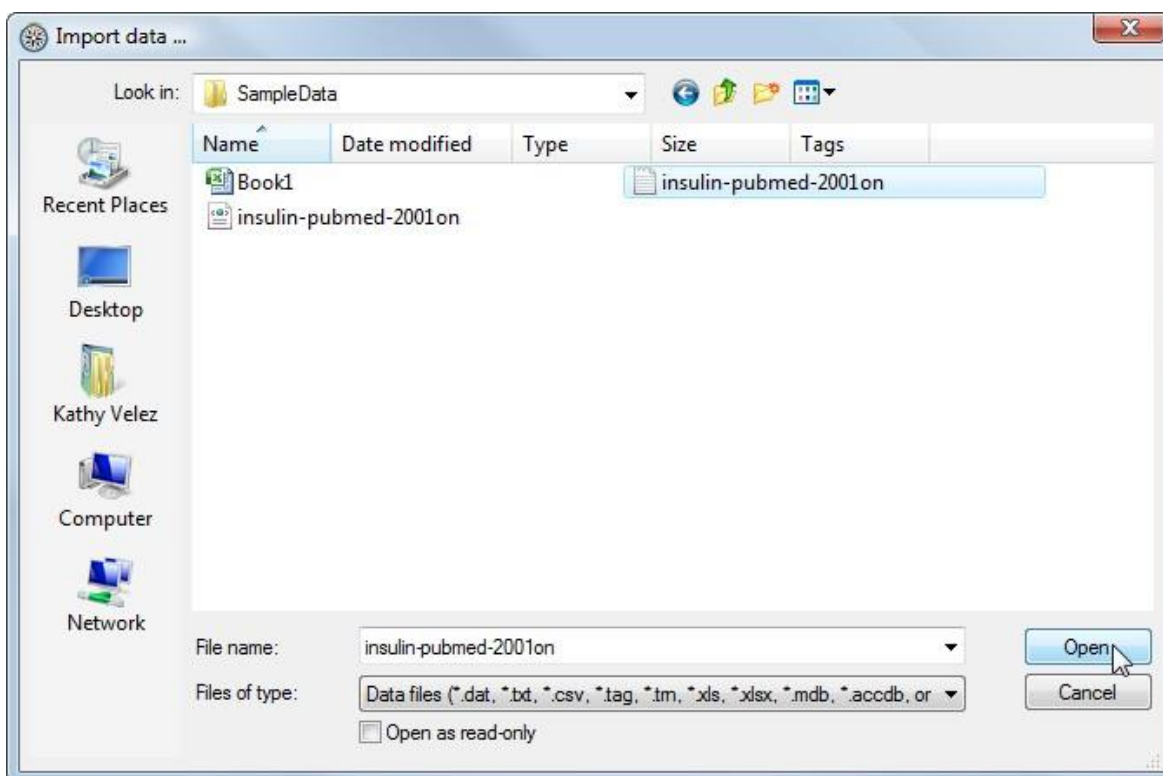 Import data ...
X
Look in: SampleData
Name Date modified Type Size Tags
Book1 insulin-pubmed-2001on
insulin-pubmed-2001on
Recent Places
Desktop
Kathy Velez
Computer
Network
File name: insulin-pubmed-2001on Open
Files of type: Data files (*.dat, *.txt, *.csv, *.tag, *.tm, *.xls, *.xlsx, *.mdb, *.accdb, or Cancel
Open as read-only